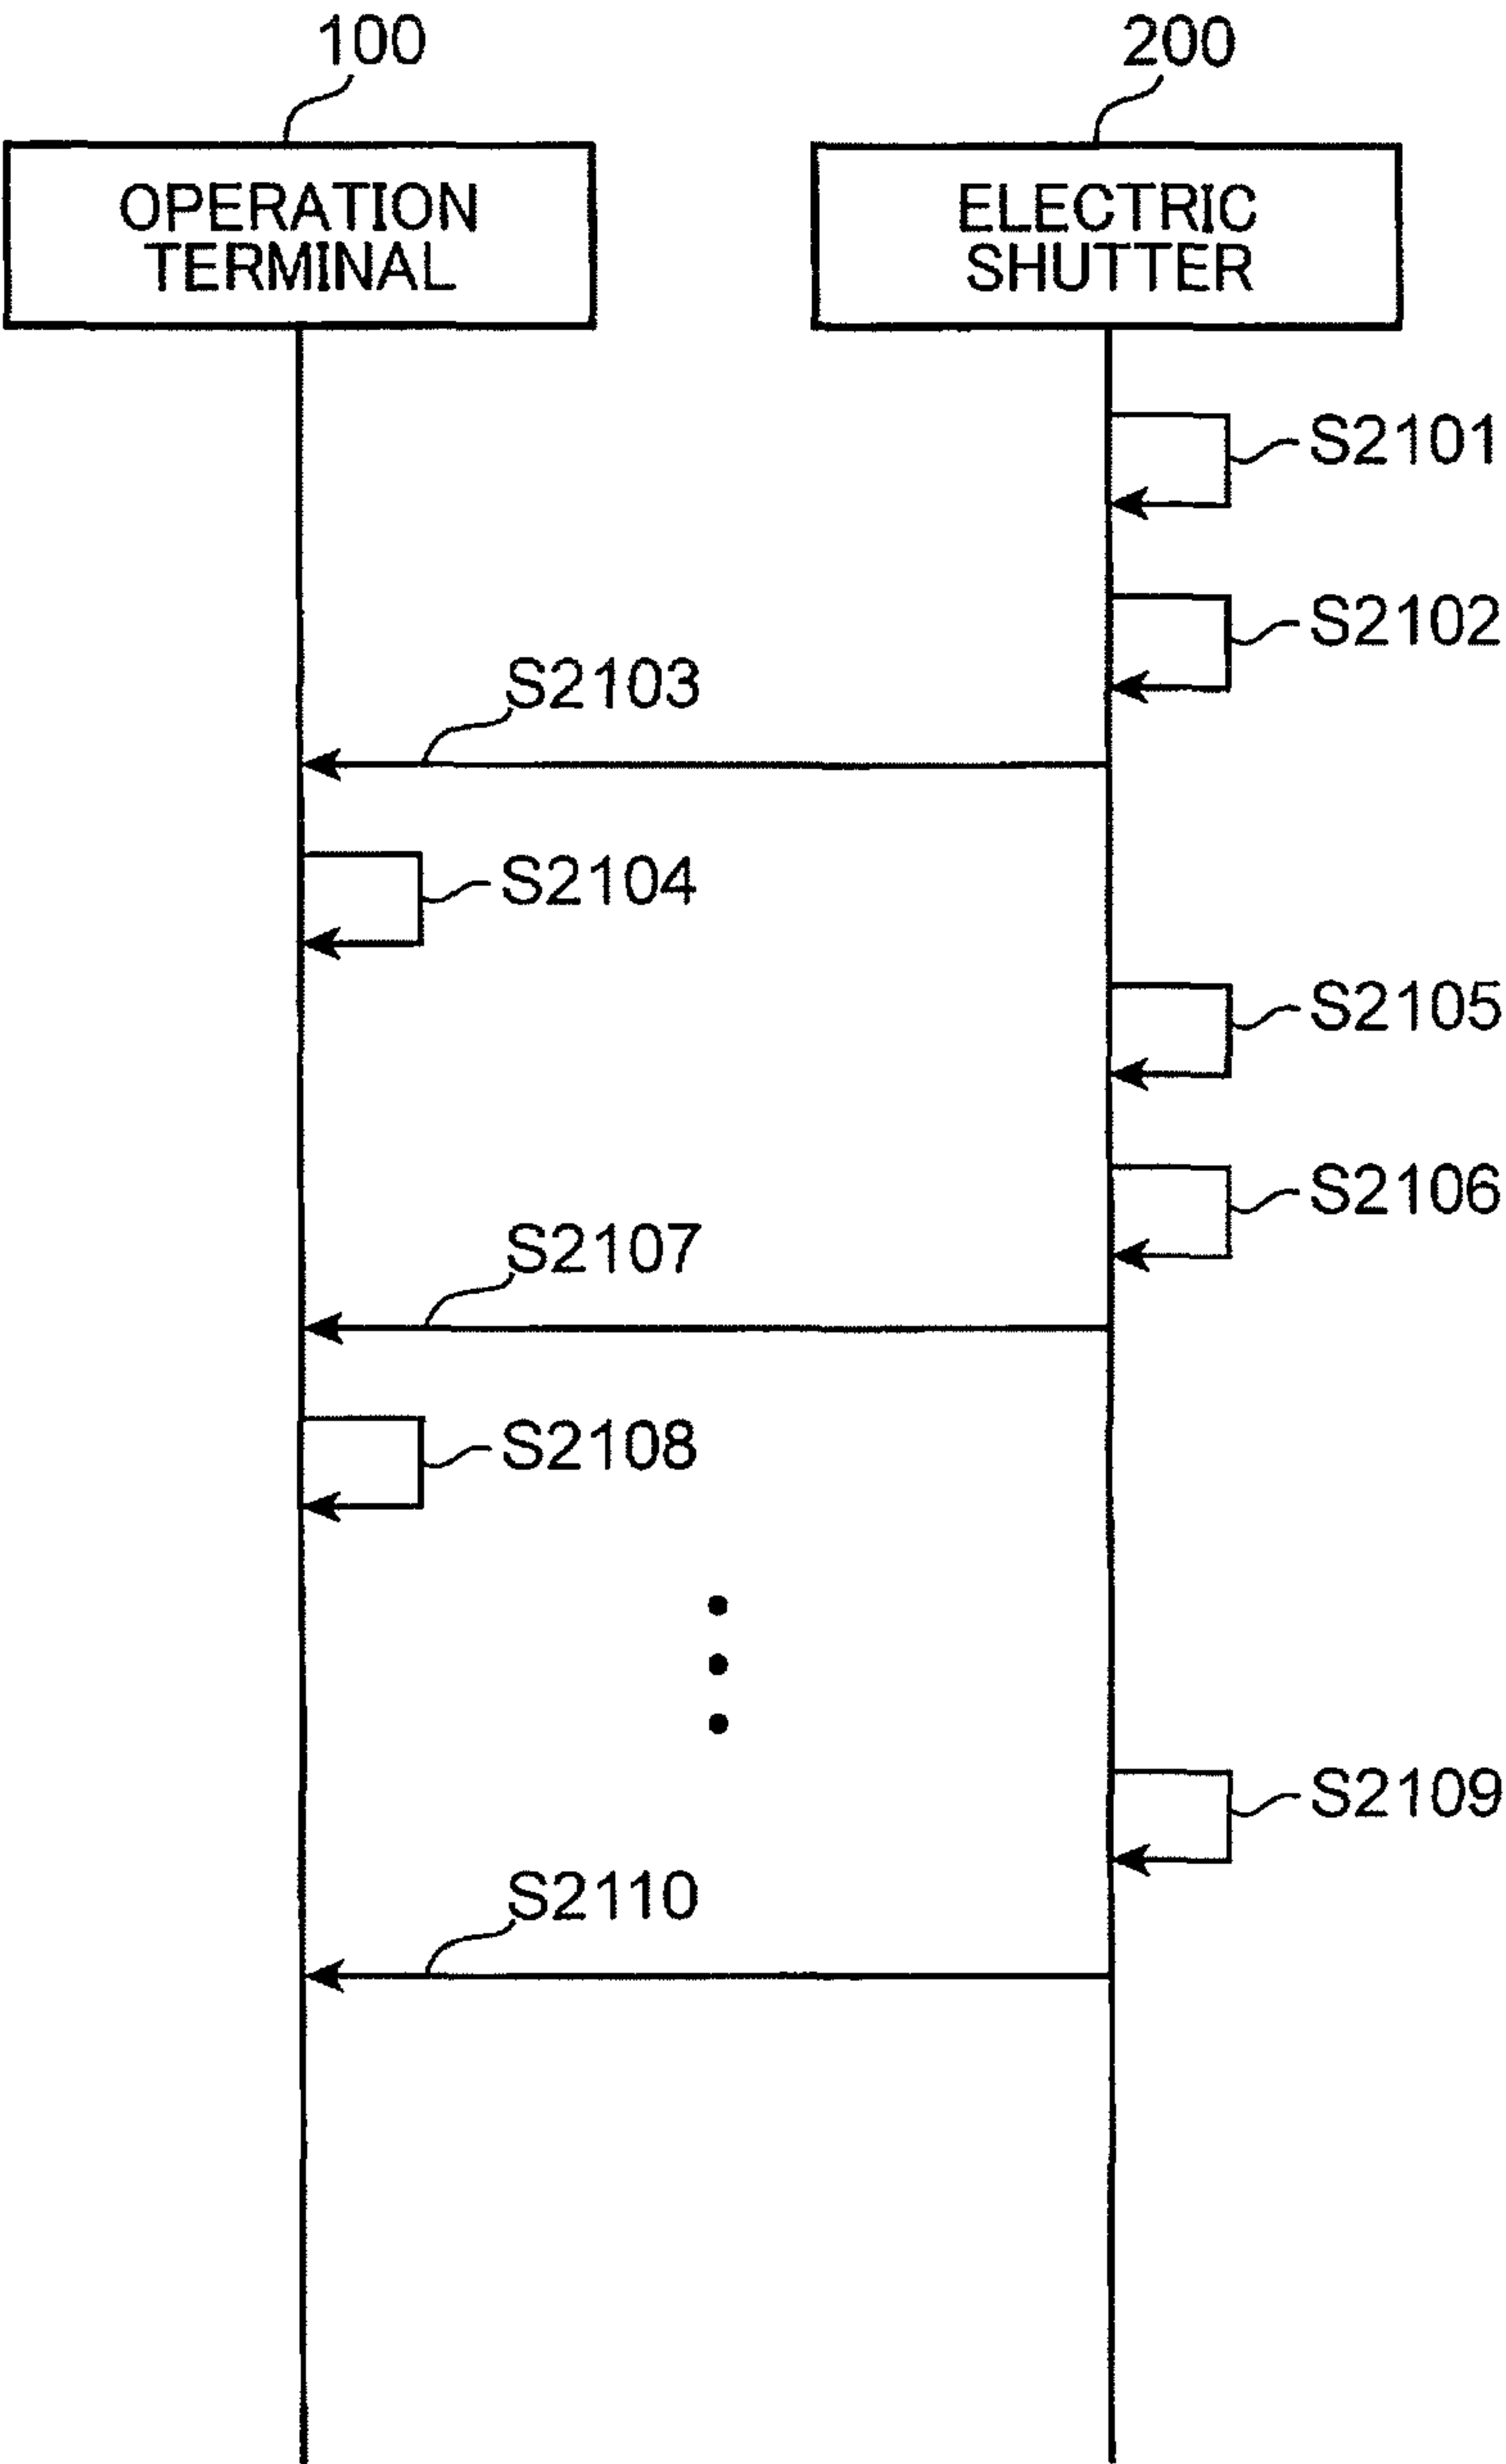 100
200
OPERATION
TERMINAL
ELECTRIC
SHUTTER
S2101
S2102
S2103
S2104
S2105
S2106
S2107
S2108
S2109
S2110